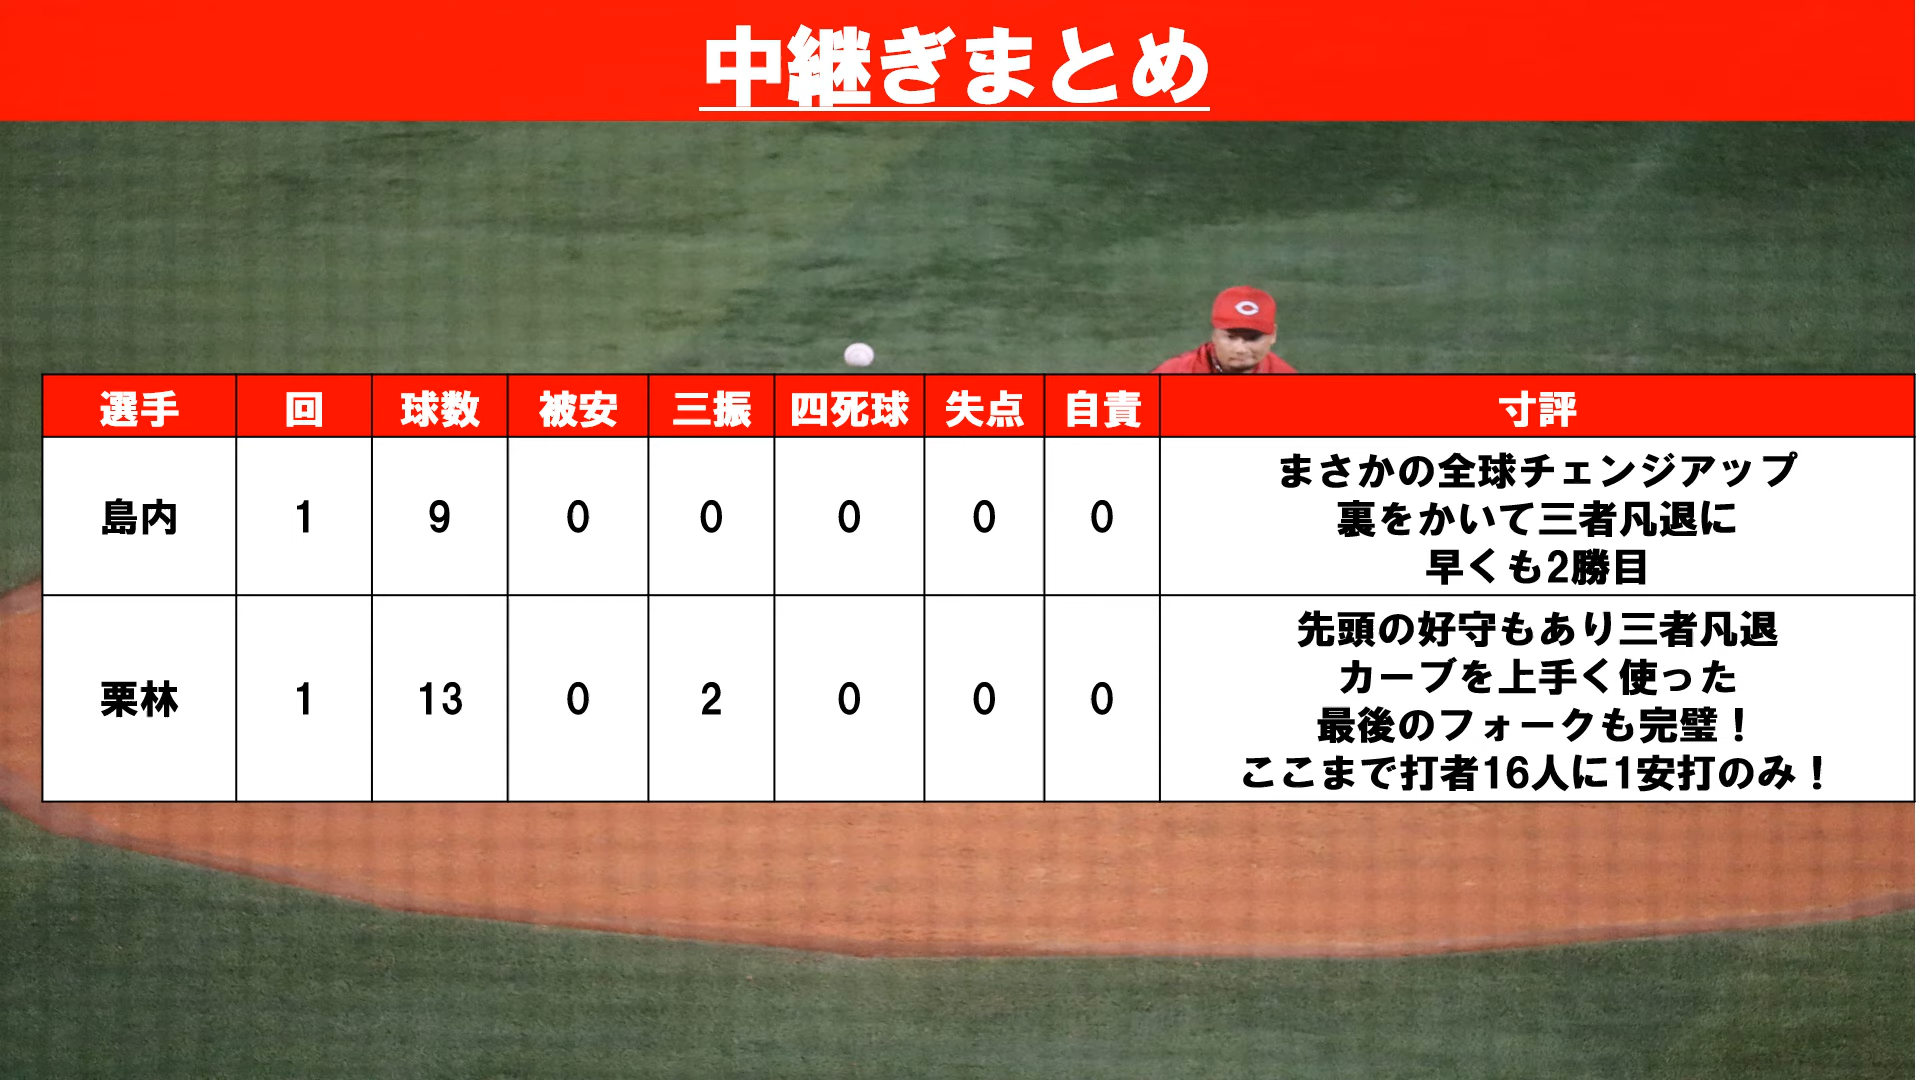 中継ぎまとめ
選手 回 球数 被安 三振 四死球 失点 自責 寸評
島内 1 9 0 0 0 0 0 まさかの全球チェンジアップ
裏をかいて三者凡退に
早くも2勝目
栗林 1 13 0 2 0 0 0 先頭の好守もあり三者凡退
カーブを上手く使った
最後のフォークも完璧！
ここまで打者16人に1安打のみ！